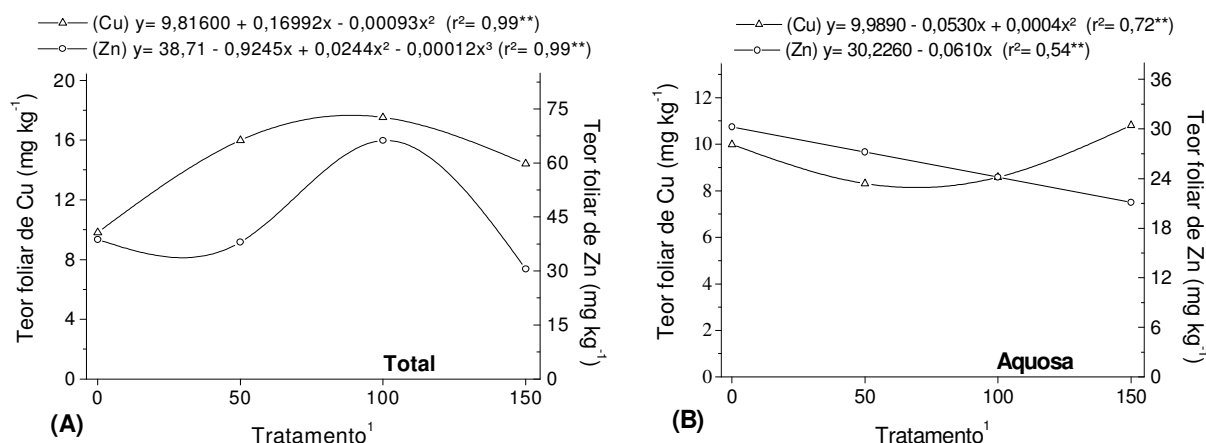 (Cu) y= 9,81600 + 0,16992x - 0,00093x² (r²= 0,99**)
(Zn) y= 38,71 - 0,9245x + 0,0244x² - 0,00012x³ (r²= 0,99**)
Teor foliar de Cu (mg kg⁻¹)
20
16
12
8
4
0
75
60
45
30
15
0
Teor foliar de Zn (mg kg⁻¹)
Total
0 50 100 150
(A)
Tratamento¹
(Cu) y= 9,9890 - 0,0530x + 0,0004x² (r²= 0,72**)
(Zn) y= 30,2260 - 0,0610x (r²= 0,54**)
Teor foliar de Cu (mg kg⁻¹)
12
10
8
6
4
2
0
36
30
24
18
12
6
0
Teor foliar de Zn (mg kg⁻¹)
Aquosa
0 50 100 150
(B)
Tratamento¹